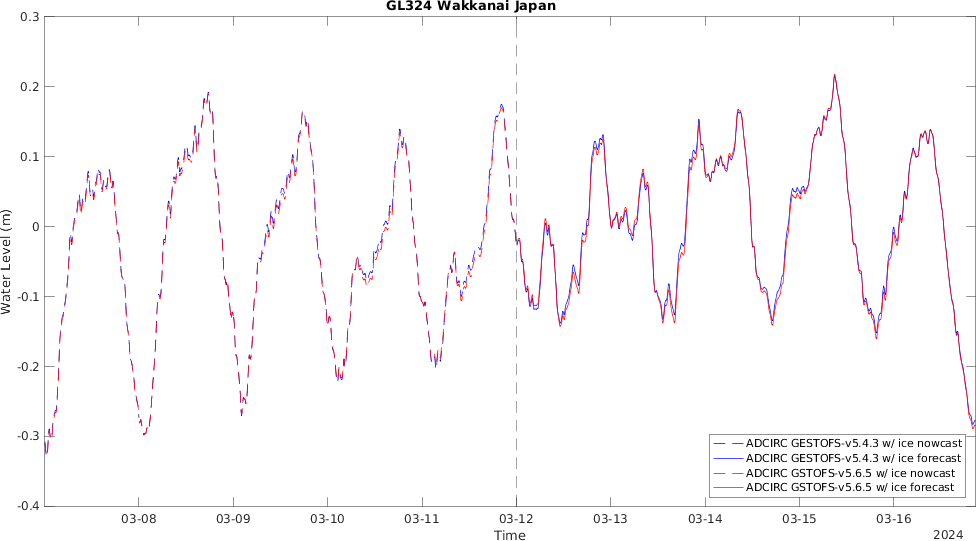 GL324 Wakkanai Japan
0.3
0.2
0.1
0
-0.1
-0.2
-0.3
-0.4
Water Level (m)
ADCIRC GESTOFS-v5.4.3 w/ ice nowcast
ADCIRC GESTOFS-v5.4.3 w/ ice forecast
ADCIRC GSTOFS-v5.6.5 w/ ice nowcast
ADCIRC GSTOFS-v5.6.5 w/ ice forecast
03-08 03-09 03-10 03-11 03-12 03-13 03-14 03-15 03-16
Time
2024